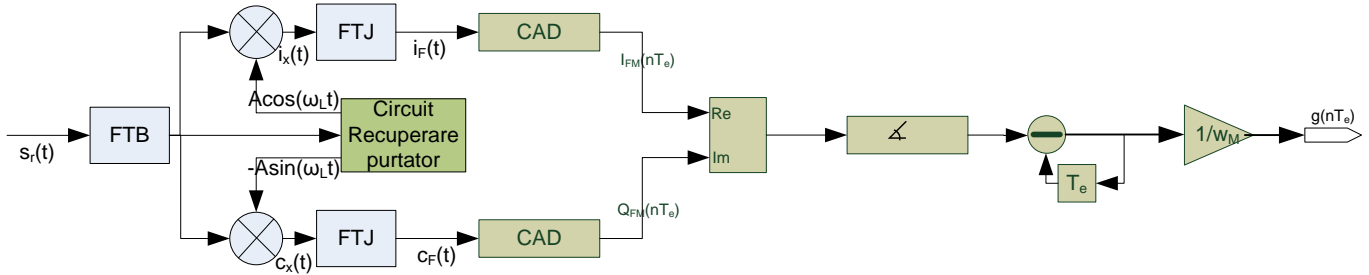 FTJ
CAD
i_x(t)
i_F(t)
I_FM(nT_e)
Acos(ω_Lt)
Circuit
Recuperare
purtator
FTB
s_r(t)
-Asin(ω_Lt)
Re
Im
∡
T_e
1/w_M
g(nT_e)
Q_FM(nT_e)
FTJ
CAD
c_x(t)
c_F(t)